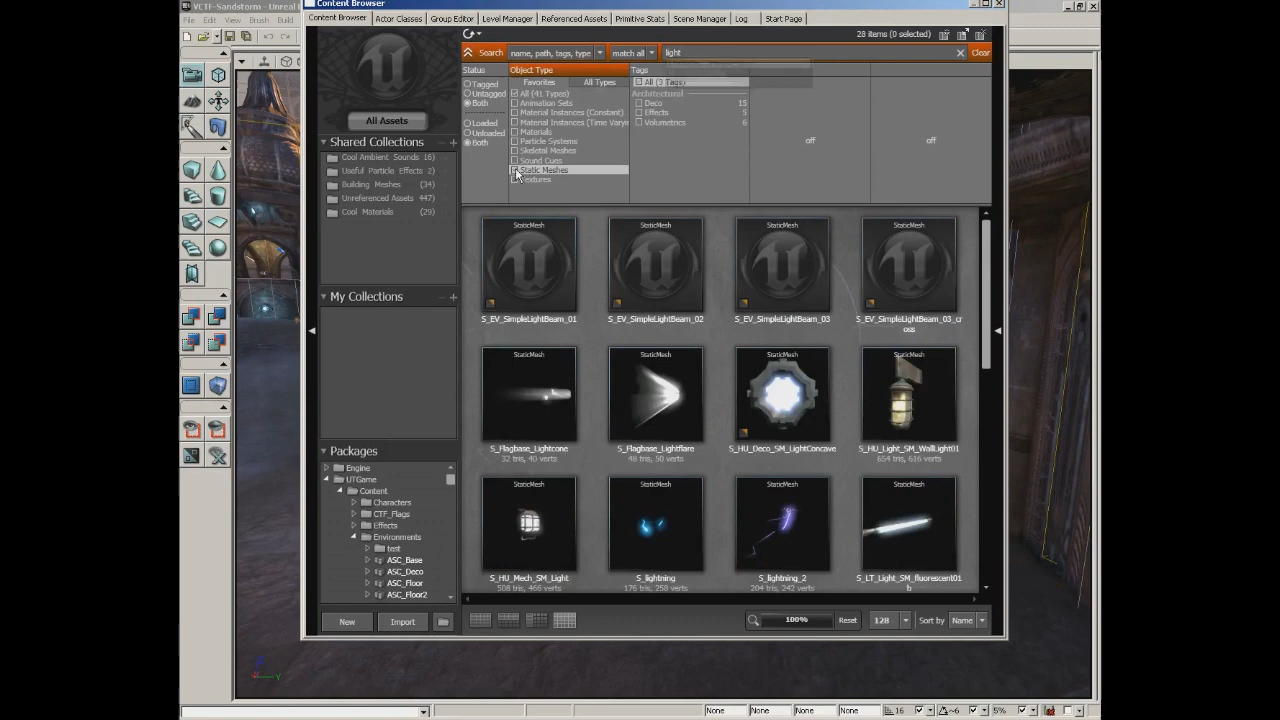 VCTF-Sandstorm - Unreal
Content Browser
File Edit View Brush Build
Content Browser Actor Classes Group Editor Level Manager Referenced Assets Primitive Stats Scene Manager Log Start Page
28 items (0 selected)
Search name, path, tags, type match all light Clear
Status Object Type Tags
Tagged
Untagged
Both
Loaded
Unloaded
Both
Favorites All Types
All (41 Types)
Animation Sets
Material Instances (Constant)
Material Instances (Time Varyin
Materials
Particle Systems
Skeletal Meshes
Sound Cues
Static Meshes
Textures
All (3 Tags)
Architectural
Deco 15
Effects 5
Volumetrics 6
off off
All Assets
Shared Collections
Cool Ambient Sounds 16)
Useful Particle Effects 2)
Building Meshes (34)
Unreferenced Assets 447)
Cool Materials (29)
My Collections
Packages
Engine
UTGame
Content
Characters
CTF_Flags
Effects
Environments
test
ASC_Base
ASC_Deco
ASC_Floor
ASC_Floor2
New Import
StaticMesh StaticMesh StaticMesh StaticMesh
S_EV_SimpleLightBeam_01 S_EV_SimpleLightBeam_02 S_EV_SimpleLightBeam_03 S_EV_SimpleLightBeam_03_cr
oss
StaticMesh StaticMesh StaticMesh StaticMesh
S_Flagbase_Lightcone S_Flagbase_Lightflare S_HU_Deco_SM_LightConcave S_HU_Light_SM_WallLight01
32 tris, 40 verts 48 tris, 50 verts 654 tris, 616 verts
StaticMesh StaticMesh StaticMesh StaticMesh
S_HU_Mech_SM_Light S_lightning S_lightning_2 S_LT_Light_SM_fluorescent01
b
508 tris, 466 verts 176 tris, 258 verts 204 tris, 242 verts
100% Reset 128 Sort by Name
Z Y
None None None None 16 ~6 5%